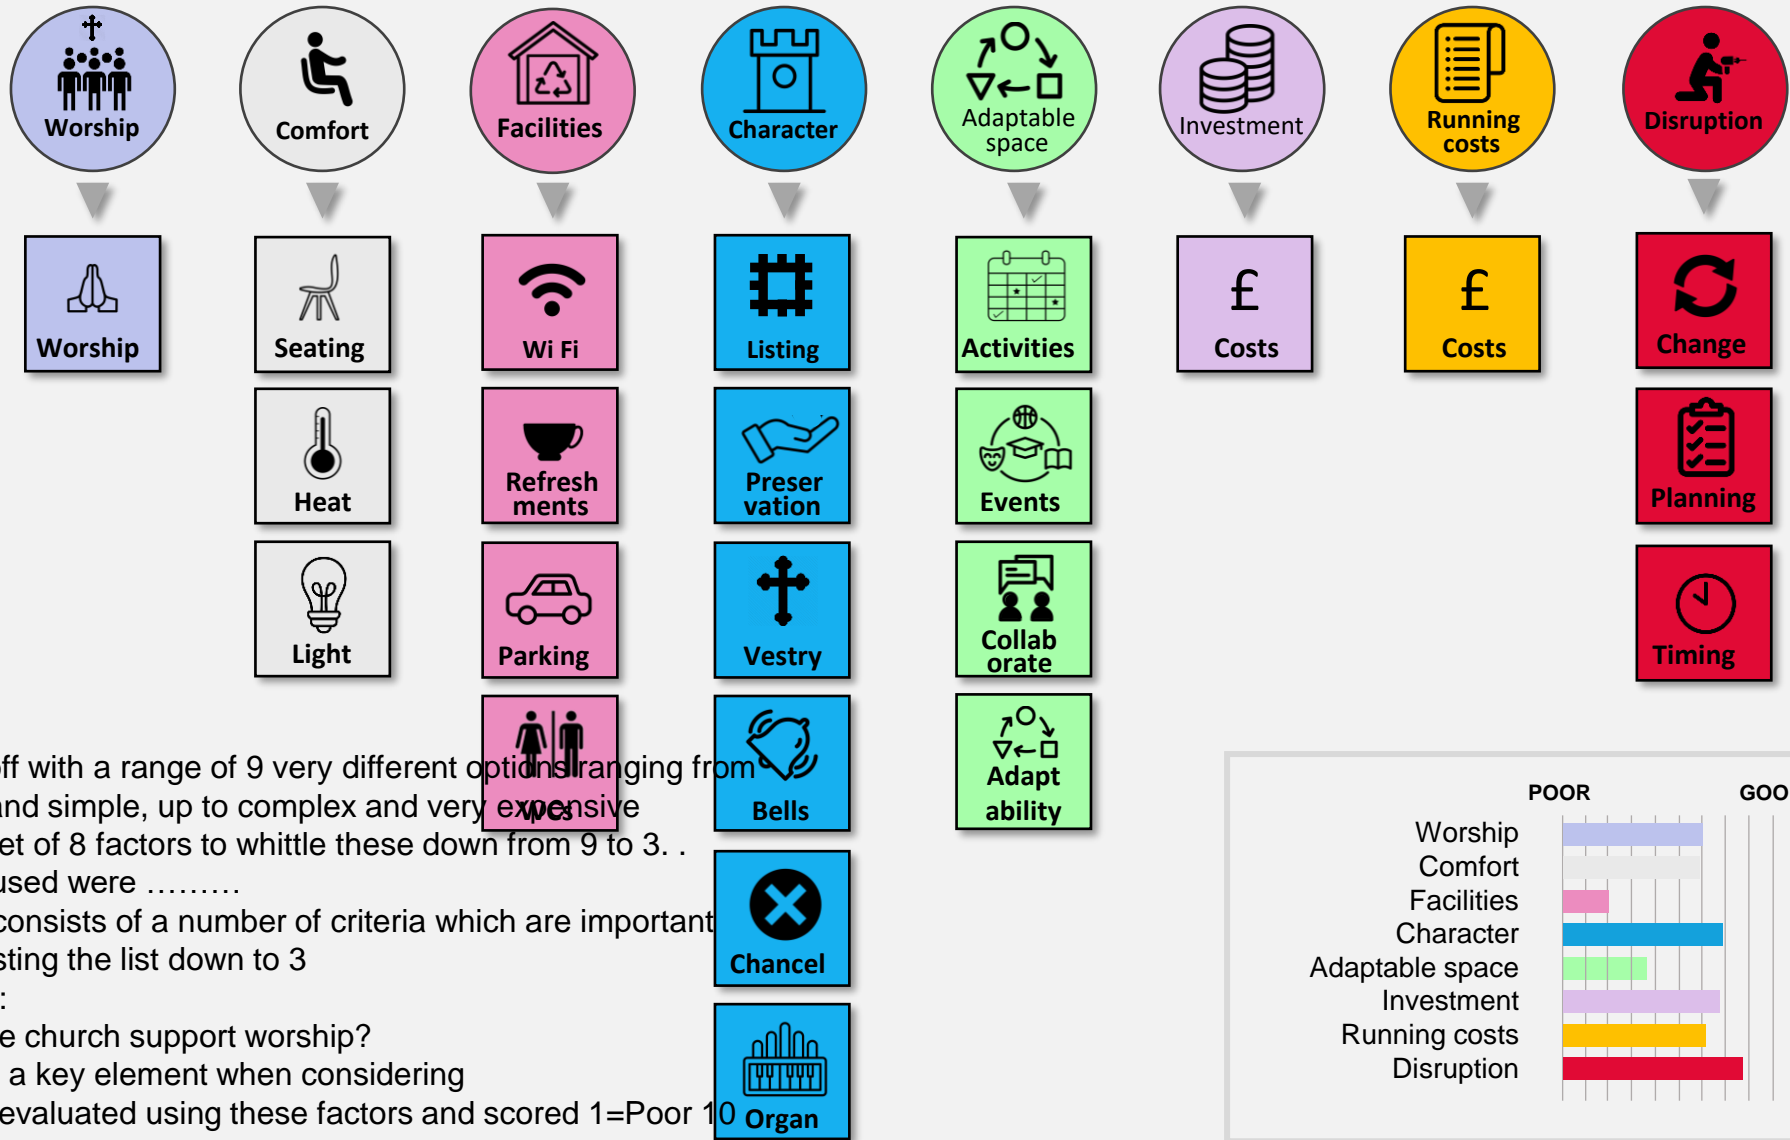 Worship
Comfort
Facilities
Character
Adaptable
space
Investment
Running
costs
Disruption
Worship
Seating
Heat
Light
Wi Fi
Refresh
ments
Parking
WCs
Listing
Preser
vation
Vestry
Bells
Chancel
Organ
Activities
Events
Collab
orate
Adapt
ability
£
Costs
£
Costs
Change
Planning
Timing
ff with a range of 9 very different options ranging from
and simple, up to complex and very expensive
et of 8 factors to whittle these down from 9 to 3. .
used were ………
consists of a number of criteria which are important
sting the list down to 3
:
e church support worship?
a key element when considering
evaluated using these factors and scored 1=Poor 10
POOR GOO
Worship
Comfort
Facilities
Character
Adaptable space
Investment
Running costs
Disruption